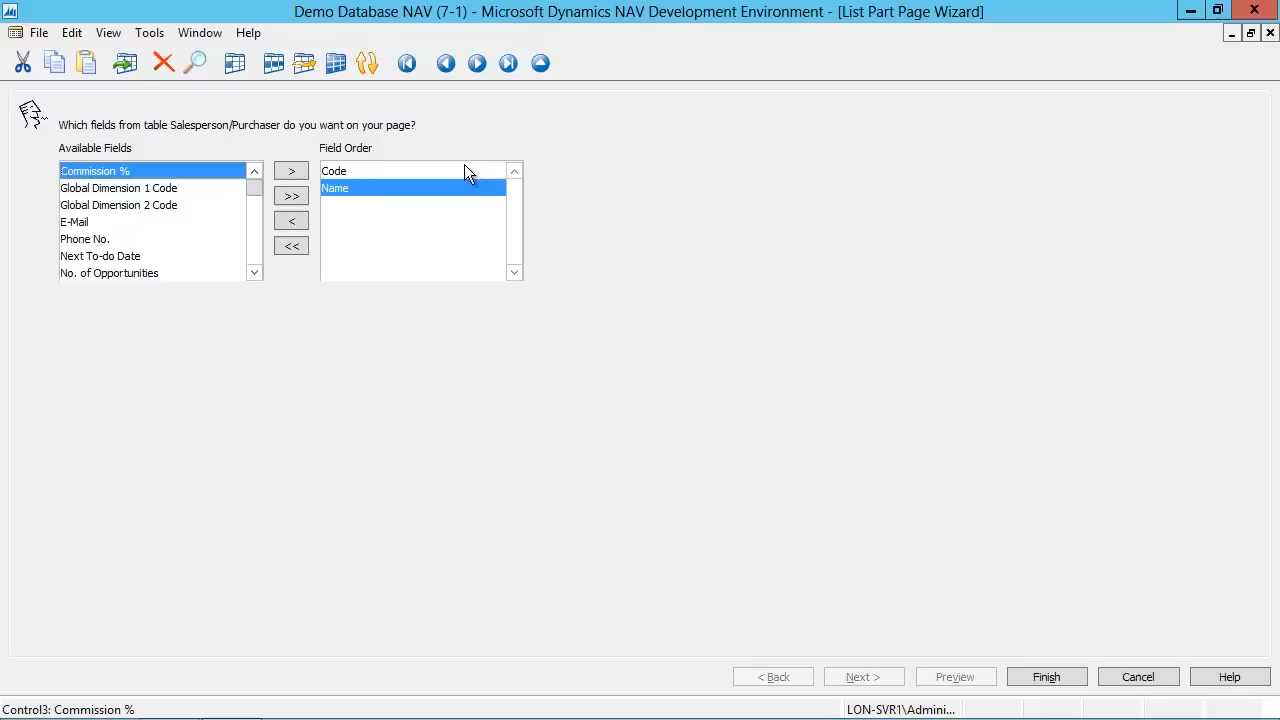 Demo Database NAV (7-1) - Microsoft Dynamics NAV Development Environment - [List Part Page Wizard]
File Edit View Tools Window Help
Which fields from table Salesperson/Purchaser do you want on your page?
Available Fields
Field Order
Commission %
Global Dimension 1 Code
Global Dimension 2 Code
E-Mail
Phone No.
Next To-do Date
No. of Opportunities
>
>>
<
<<
Code
Name
< Back
Next >
Preview
Finish
Cancel
Help
Control3: Commission %
LON-SVR1\Admini...